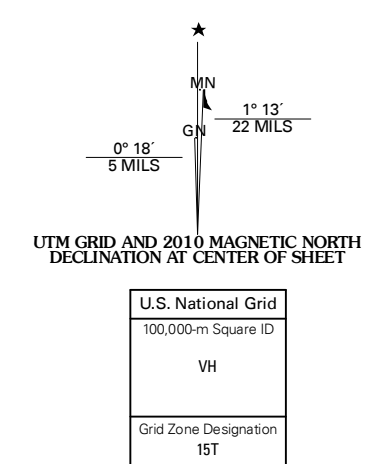 ★
MN
1° 13´
22 MILS
GN
0° 18´
5 MILS
UTM GRID AND 2010 MAGNETIC NORTH
DECLINATION AT CENTER OF SHEET
U.S. National Grid
100,000-m Square ID
VH
Grid Zone Designation
15T